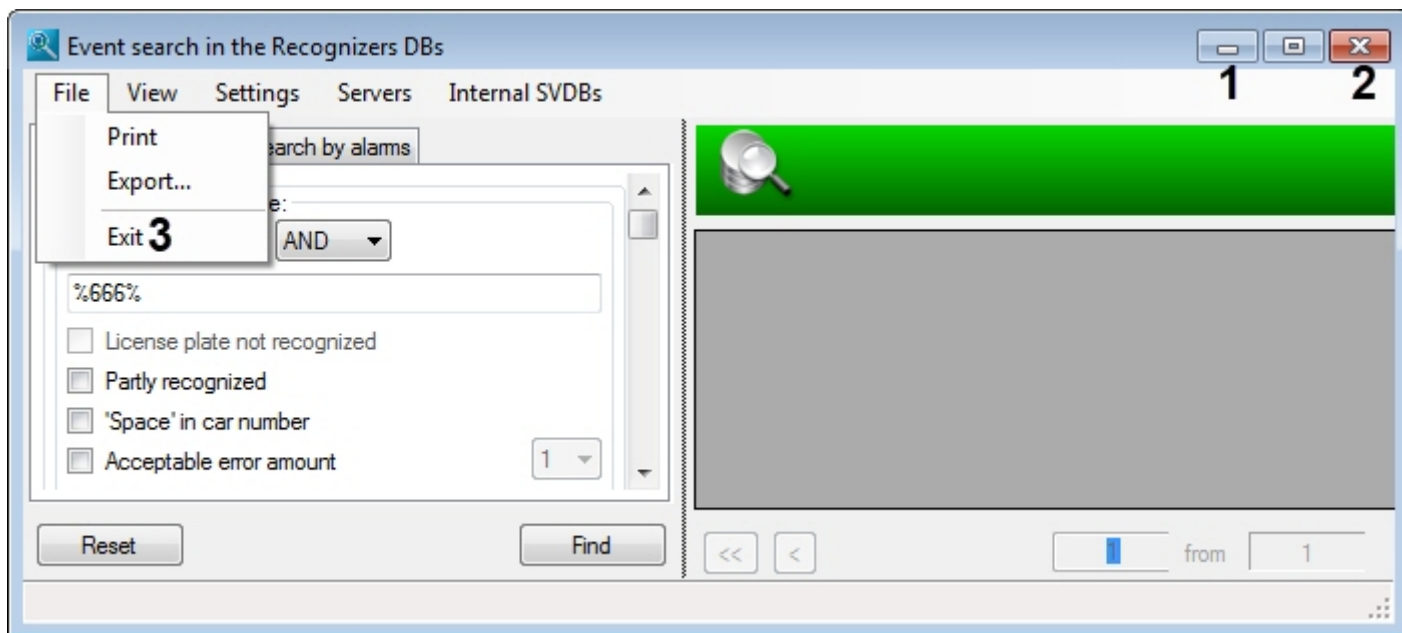 Event search in the Recognizers DBs
File View Settings Servers Internal SVDBs
1 2
Print
earch by alarms
Export...
e:
Exit 3
AND
%666%
License plate not recognized
Partly recognized
'Space' in car number
Acceptable error amount 1
Reset Find << < 1 from 1